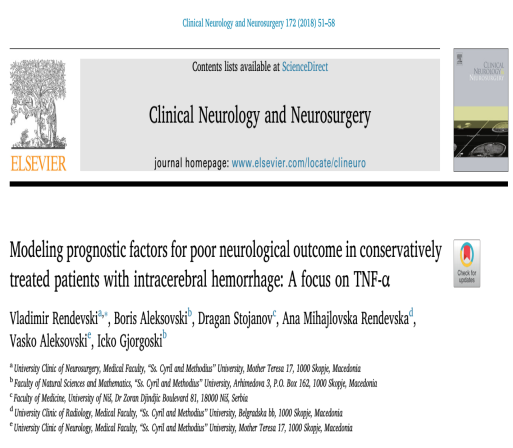 Clinical Neurology and Neurosurgery 172 (2018) 51–58
Contents lists available at ScienceDirect
Clinical Neurology and Neurosurgery
journal homepage: www.elsevier.com/locate/clineuro
ELSEVIER
CLINICAL
NEUROLOGY
NEUROSURGERY
Modeling prognostic factors for poor neurological outcome in conservatively
treated patients with intracerebral hemorrhage: A focus on TNF-α
Check for
updates
Vladimir Rendevskiᵃ,*, Boris Aleksovskiᵇ, Dragan Stojanovᶜ, Ana Mihajlovska Rendevskaᵈ,
Vasko Aleksovskiᵉ, Icko Gjorgoskiᵇ
ᵃ University Clinic of Neurosurgery, Medical Faculty, “Ss. Cyril and Methodius” University, Mother Teresa 17, 1000 Skopje, Macedonia
ᵇ Faculty of Natural Sciences and Mathematics, “Ss. Cyril and Methodius” University, Arhimedova 3, P.O. Box 162, 1000 Skopje, Macedonia
ᶜ Faculty of Medicine, University of Niš, Dr Zoran Djindjic Boulevard 81, 18000 Niš, Serbia
ᵈ University Clinic of Radiology, Medical Faculty, “Ss. Cyril and Methodius” University, Belgradska bb, 1000 Skopje, Macedonia
ᵉ University Clinic of Neurology, Medical Faculty, “Ss. Cyril and Methodius” University, Mother Teresa 17, 1000 Skopje, Macedonia